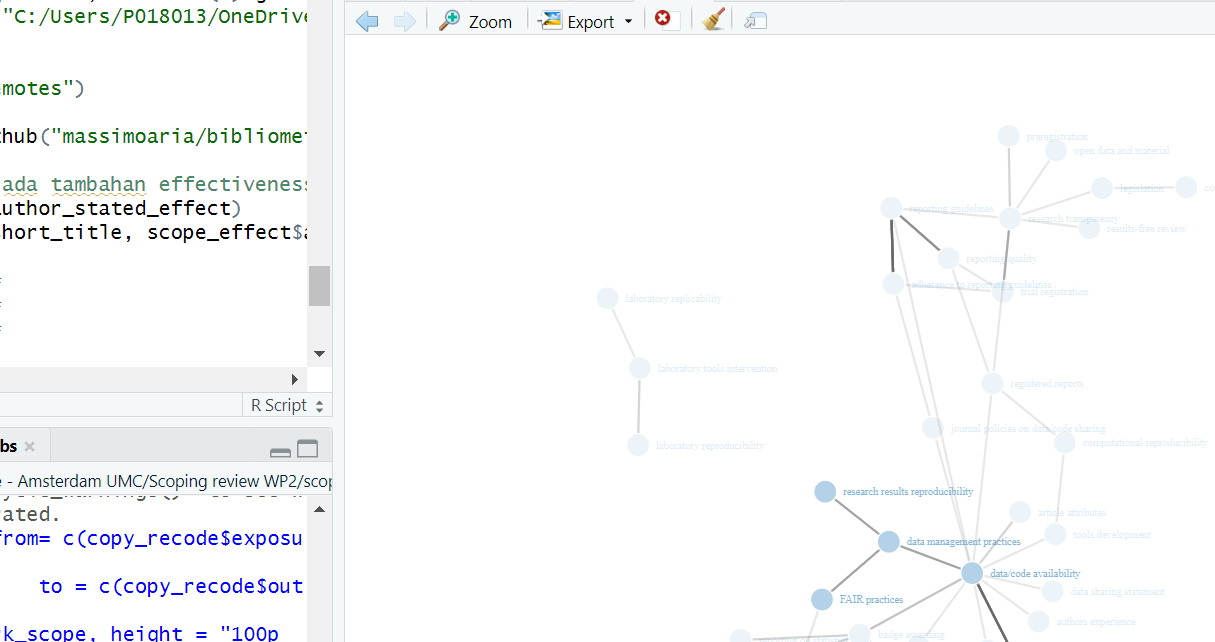 "C:/Users/P018013/OneDrive
motes")
hub("massimoaria/bibliome
ada tambahan effectiveness
author_stated_effect)
hort_title, scope_effect$a
R Script
bs
- Amsterdam UMC/Scoping review WP2/scop
ated.
from= c(copy_recode$exposu
to = c(copy_recode$out
k_scope, height = "100p
Zoom
Export
preregistration
open data and material
legislation
co
reporting guidelines
research transparency
results-free review
reporting quality
adherence to reporting guidelines
trial registration
laboratory replicability
laboratory tools intervention
registered reports
journal policies on data/code sharing
computational reproducibility
laboratory reproducibility
research results reproducibility
article attributes
tools development
data management practices
data/code availability
data sharing statement
FAIR practices
authors experience
badge awarding